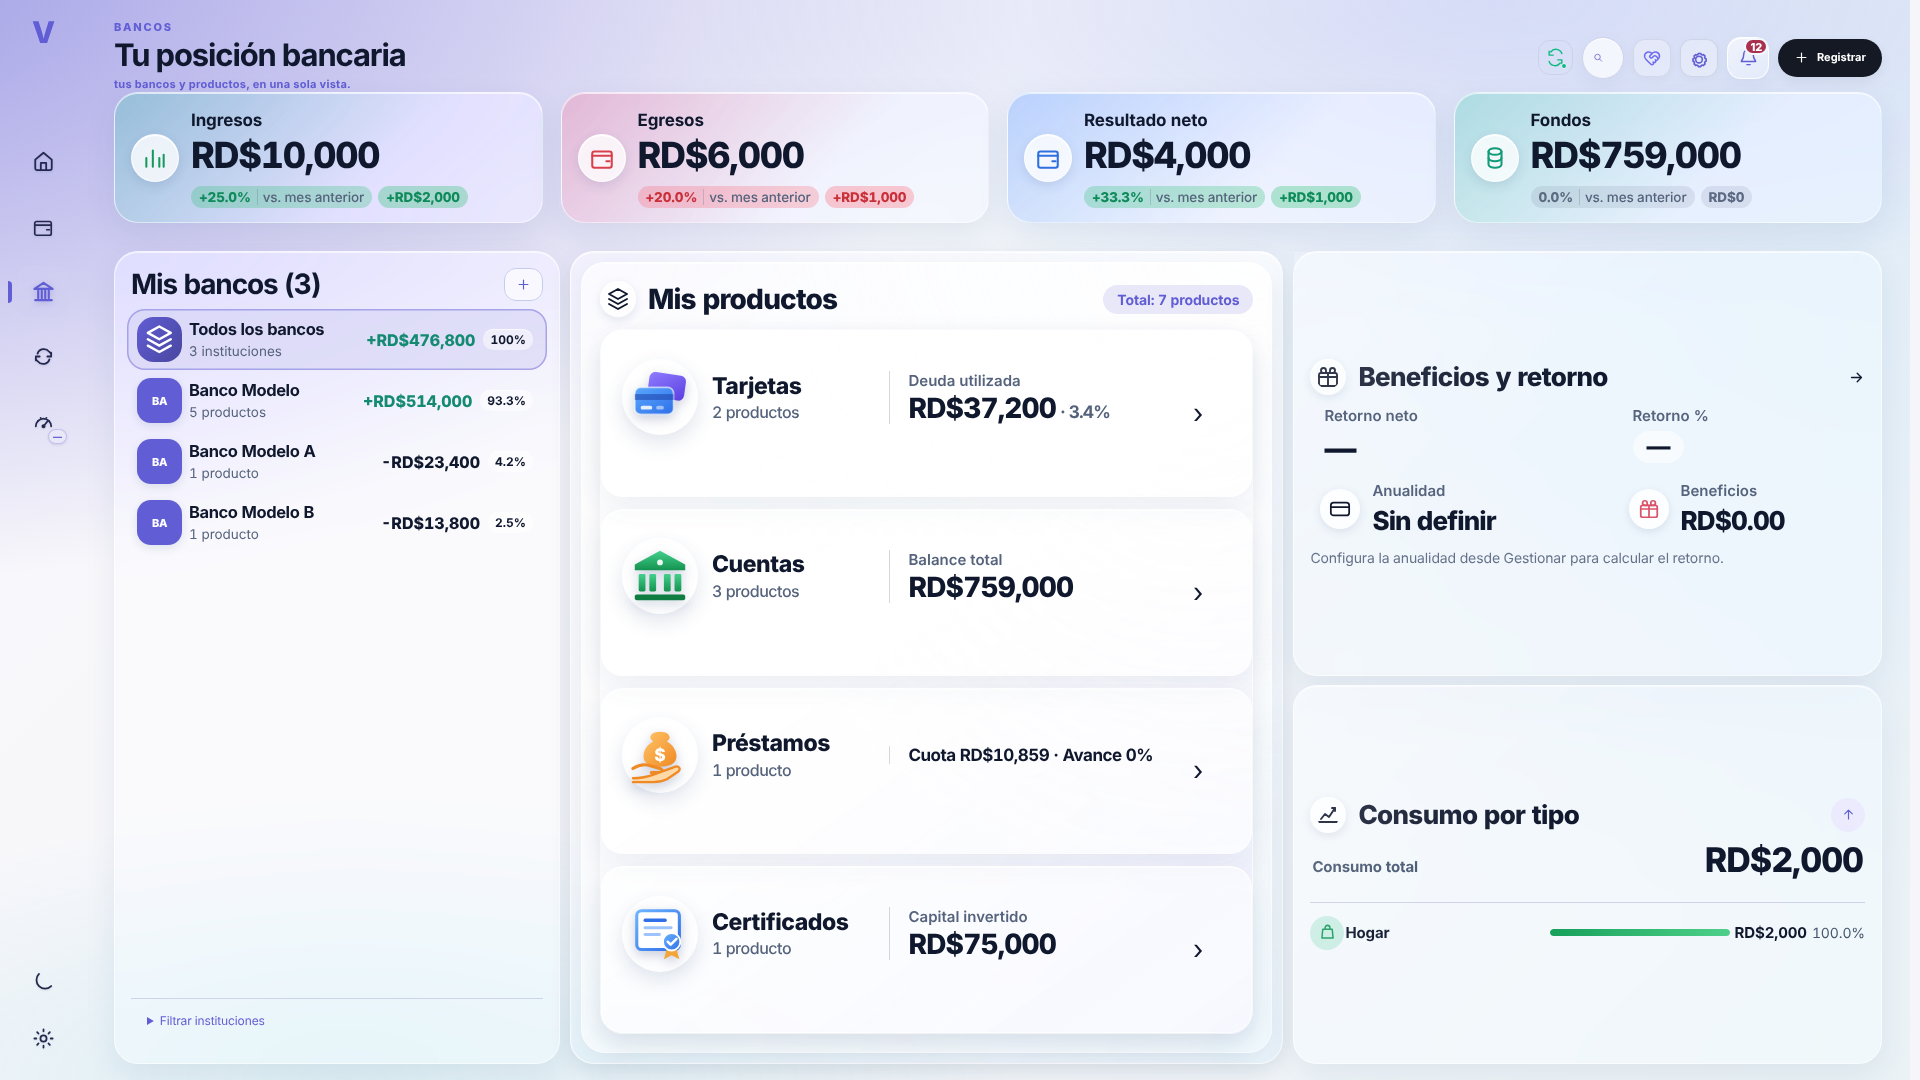 V
BANCOS
Tu posición bancaria
tus bancos y productos, en una sola vista.
12
+ Registrar
Ingresos
RD$10,000
+25.0% vs. mes anterior +RD$2,000
Egresos
RD$6,000
+20.0% vs. mes anterior +RD$1,000
Resultado neto
RD$4,000
+33.3% vs. mes anterior +RD$1,000
Fondos
RD$759,000
0.0% vs. mes anterior RD$0
Mis bancos (3)
+
Todos los bancos
3 instituciones
+RD$476,800 100%
BA
Banco Modelo
5 productos
+RD$514,000 93.3%
BA
Banco Modelo A
1 producto
-RD$23,400 4.2%
BA
Banco Modelo B
1 producto
-RD$13,800 2.5%
Filtrar instituciones
Mis productos
Total: 7 productos
Tarjetas
2 productos
Deuda utilizada
RD$37,200 · 3.4%
Cuentas
3 productos
Balance total
RD$759,000
$
Préstamos
1 producto
Cuota RD$10,859 · Avance 0%
Certificados
1 producto
Capital invertido
RD$75,000
Beneficios y retorno
Retorno neto
—
Retorno %
—
Anualidad
Sin definir
Beneficios
RD$0.00
Configura la anualidad desde Gestionar para calcular el retorno.
Consumo por tipo
Consumo total
RD$2,000
Hogar
RD$2,000 100.0%